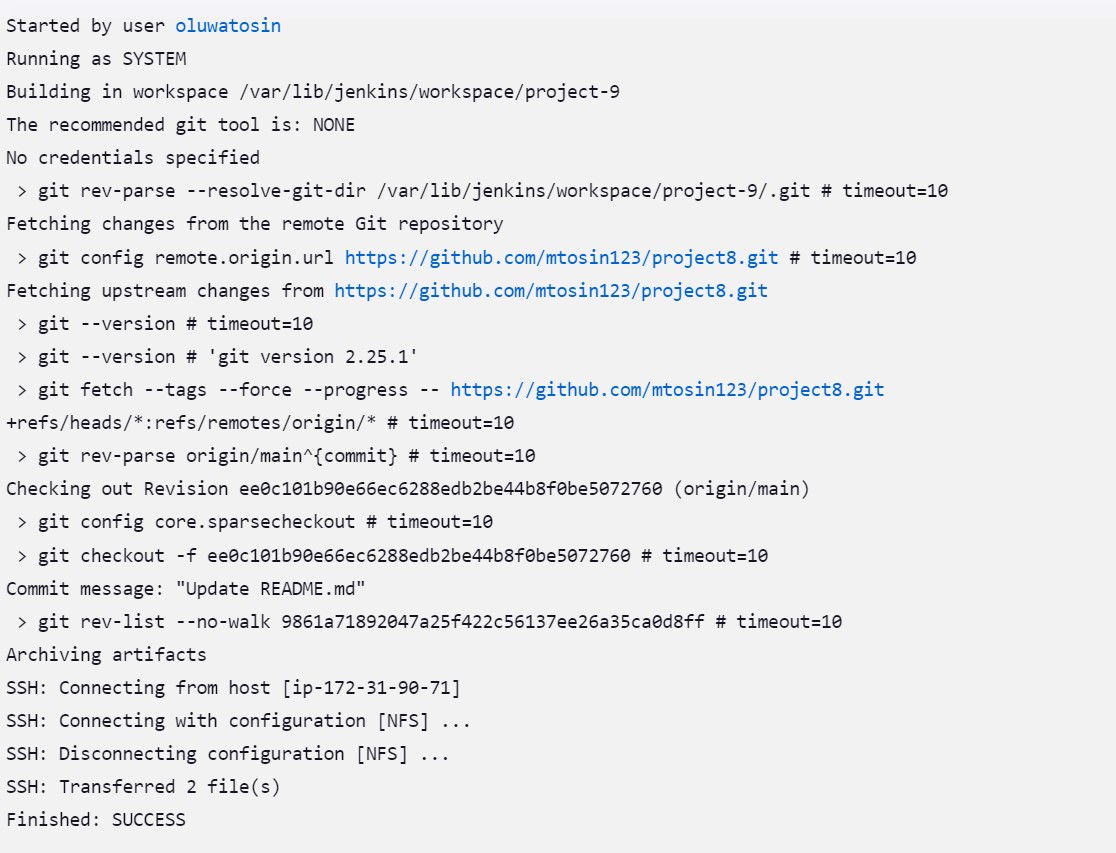 Started by user oluwatosin
Running as SYSTEM
Building in workspace /var/lib/jenkins/workspace/project-9
The recommended git tool is: NONE
No credentials specified
 > git rev-parse --resolve-git-dir /var/lib/jenkins/workspace/project-9/.git # timeout=10
Fetching changes from the remote Git repository
 > git config remote.origin.url https://github.com/mtosin123/project8.git # timeout=10
Fetching upstream changes from https://github.com/mtosin123/project8.git
 > git --version # timeout=10
 > git --version # 'git version 2.25.1'
 > git fetch --tags --force --progress -- https://github.com/mtosin123/project8.git
+refs/heads/*:refs/remotes/origin/* # timeout=10
 > git rev-parse origin/main^{commit} # timeout=10
Checking out Revision ee0c101b90e66ec6288edb2be44b8f0be5072760 (origin/main)
 > git config core.sparsecheckout # timeout=10
 > git checkout -f ee0c101b90e66ec6288edb2be44b8f0be5072760 # timeout=10
Commit message: "Update README.md"
 > git rev-list --no-walk 9861a71892047a25f422c56137ee26a35ca0d8ff # timeout=10
Archiving artifacts
SSH: Connecting from host [ip-172-31-90-71]
SSH: Connecting with configuration [NFS] ...
SSH: Disconnecting configuration [NFS] ...
SSH: Transferred 2 file(s)
Finished: SUCCESS